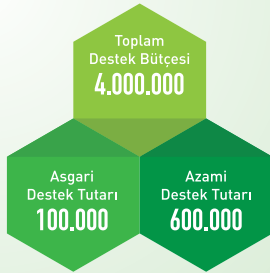 Toplam
Destek Bütçesi
4.000.000
Asgari
Destek Tutarı
100.000
Azami
Destek Tutarı
600.000